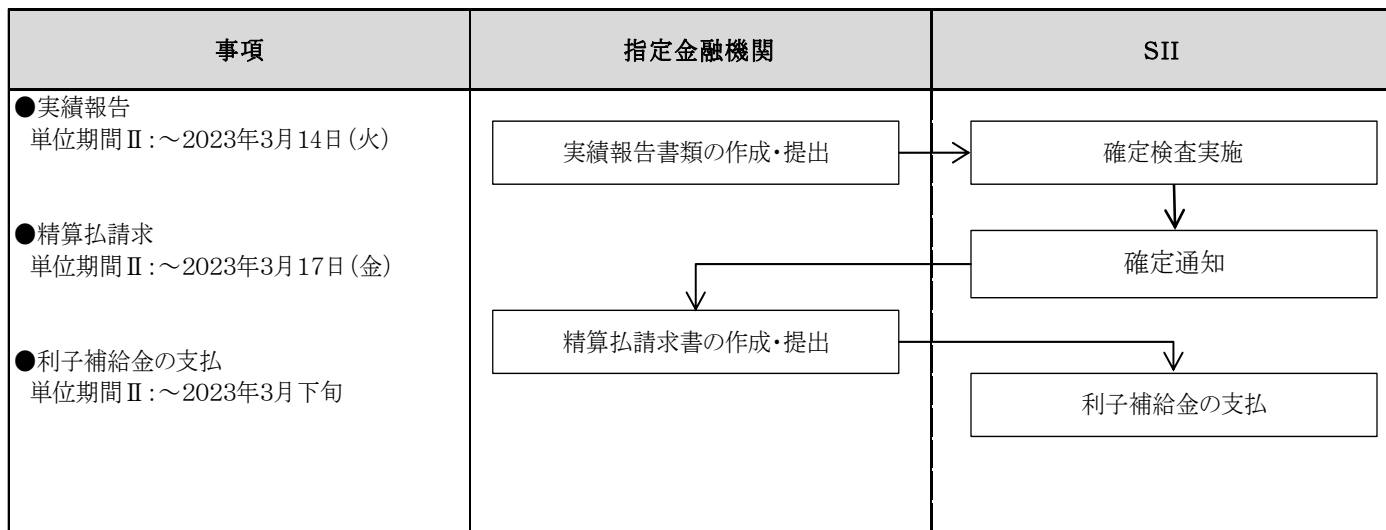 事項
指定金融機関
SII
●実績報告
単位期間Ⅱ:～2023年3月14日(火)
実績報告書類の作成・提出
確定検査実施
●精算払請求
単位期間Ⅱ:～2023年3月17日(金)
確定通知
精算払請求書の作成・提出
●利子補給金の支払
単位期間Ⅱ:～2023年3月下旬
利子補給金の支払